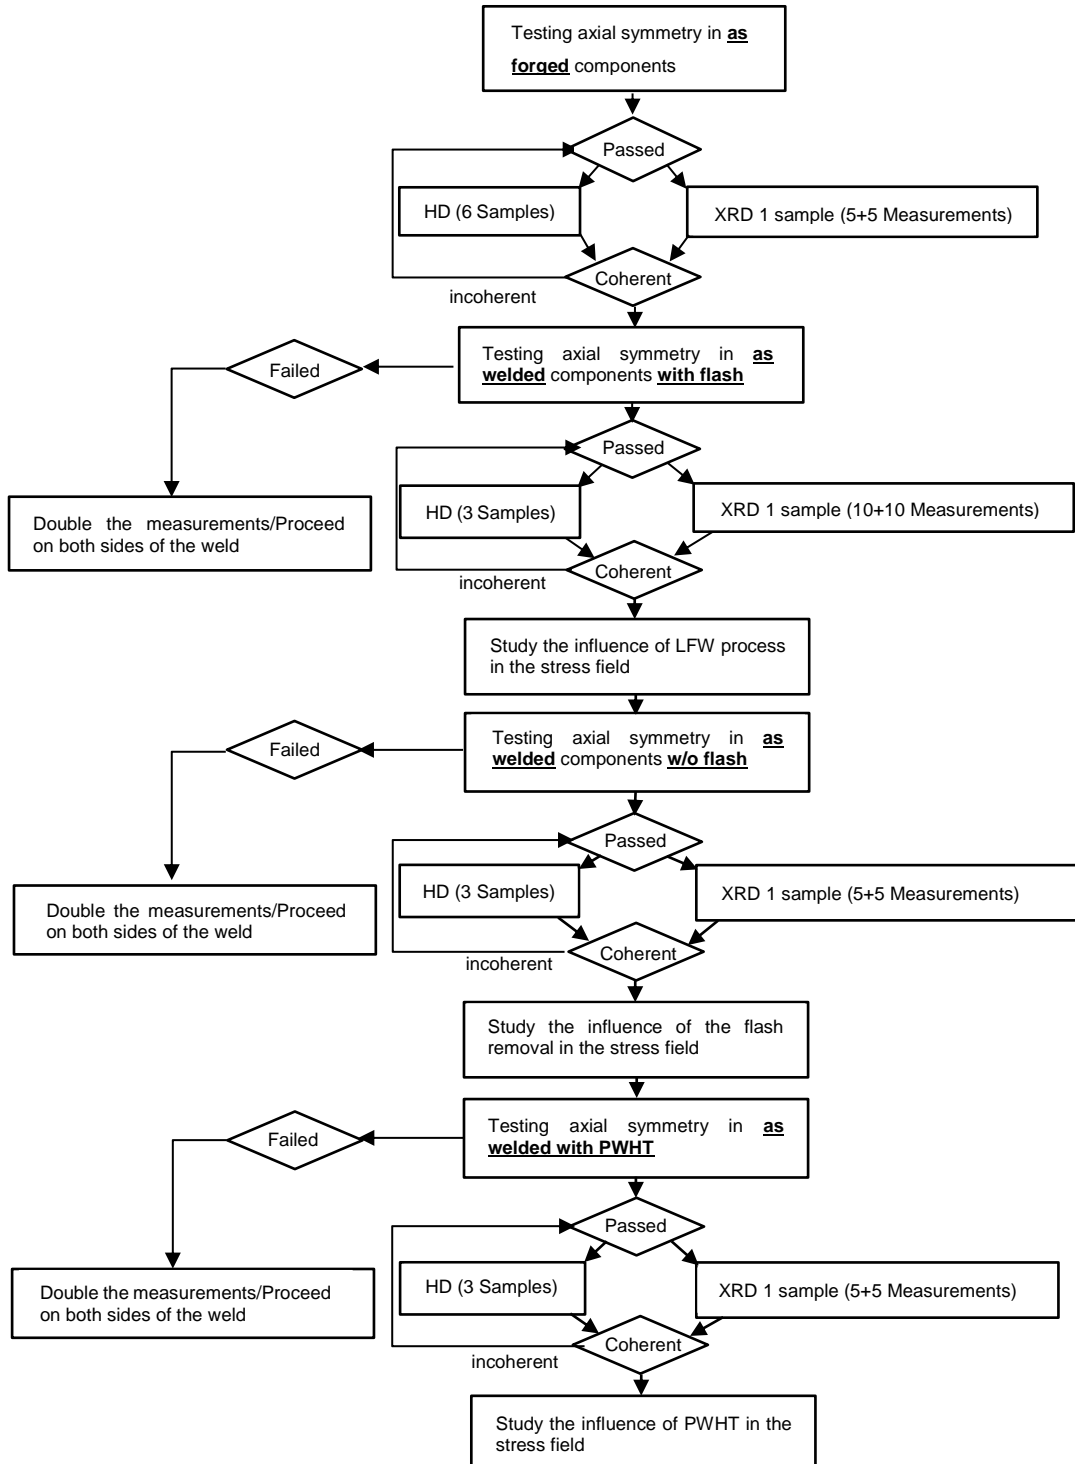 Testing axial symmetry in as
forged components
Passed
HD (6 Samples)
XRD 1 sample (5+5 Measurements)
Coherent
incoherent
Testing axial symmetry in as
welded components with flash
Failed
Passed
Double the measurements/Proceed
on both sides of the weld
HD (3 Samples)
XRD 1 sample (10+10 Measurements)
Coherent
incoherent
Study the influence of LFW process
in the stress field
Testing axial symmetry in as
welded components w/o flash
Failed
Passed
Double the measurements/Proceed
on both sides of the weld
HD (3 Samples)
XRD 1 sample (5+5 Measurements)
Coherent
incoherent
Study the influence of the flash
removal in the stress field
Testing axial symmetry in as
welded with PWHT
Failed
Passed
Double the measurements/Proceed
on both sides of the weld
HD (3 Samples)
XRD 1 sample (5+5 Measurements)
Coherent
incoherent
Study the influence of PWHT in the
stress field